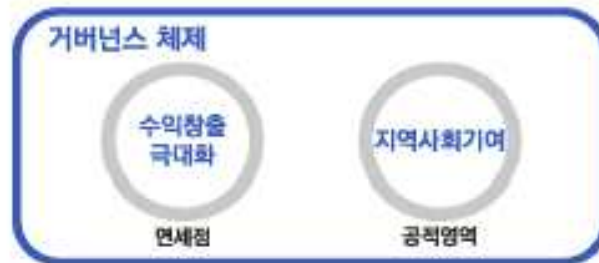 거버넌스 체제
수익창출
극대화
지역사회기여
면세점
공적영역